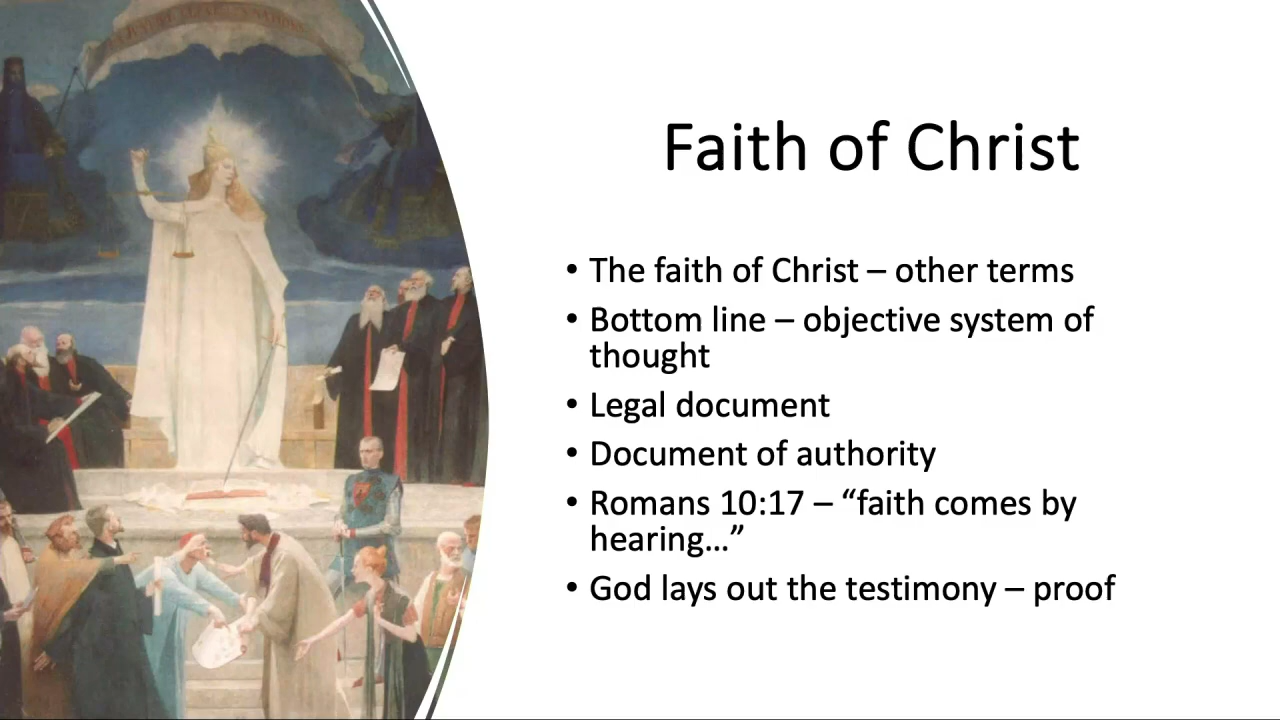 Faith of Christ
• The faith of Christ – other terms
• Bottom line – objective system of
thought
• Legal document
• Document of authority
• Romans 10:17 – “faith comes by
hearing…”
• God lays out the testimony – proof